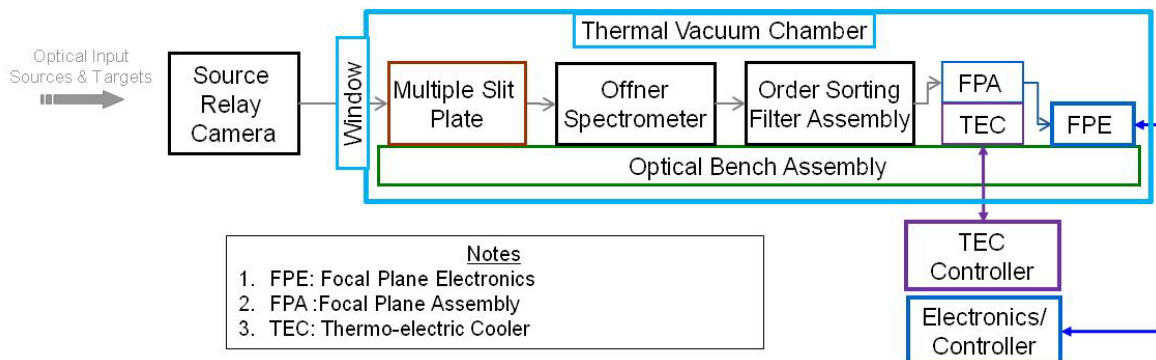 Thermal Vacuum Chamber
Optical Input
Sources & Targets
Source
Relay
Camera
Window
Multiple Slit
Plate
Offner
Spectrometer
Order Sorting
Filter Assembly
FPA
TEC
FPE
Optical Bench Assembly
TEC
Controller
Electronics/
Controller
Notes
1. FPE: Focal Plane Electronics
2. FPA :Focal Plane Assembly
3. TEC: Thermo-electric Cooler